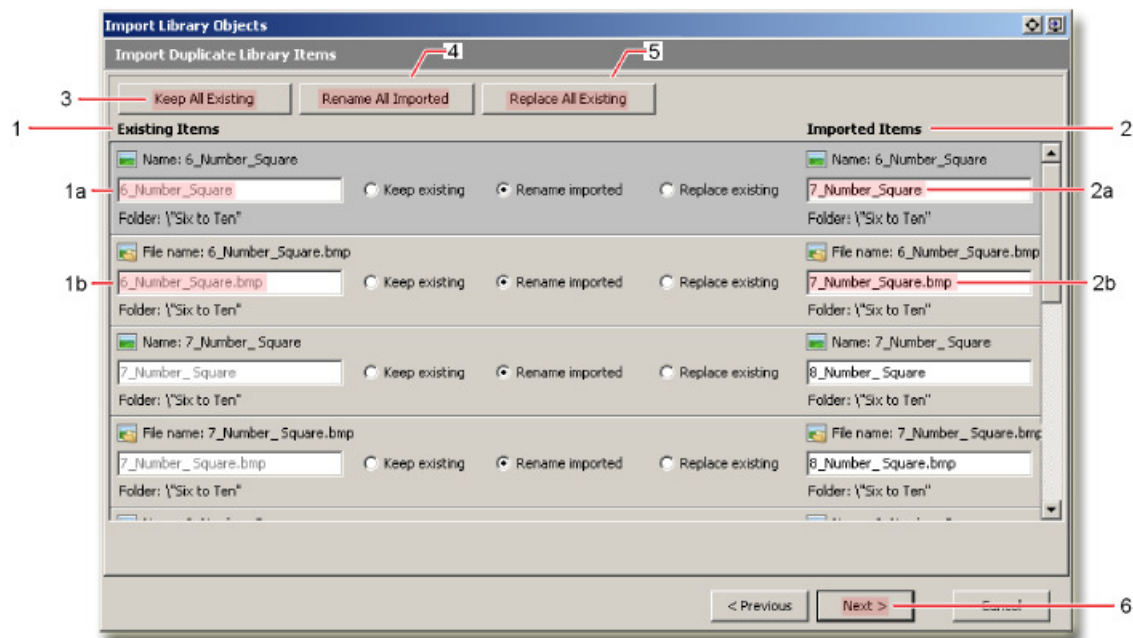 Import Library Objects
Import Duplicate Library Items
4
5
3 Keep All Existing Rename All Imported Replace All Existing
1 Existing Items Imported Items 2
Name: 6_Number_Square Name: 6_Number_Square
1a 6_Number_Square Keep existing Rename imported Replace existing 7_Number_Square 2a
Folder: \"Six to Ten" Folder: \"Six to Ten"
File name: 6_Number_Square.bmp File name: 6_Number_Square.bmp
1b 6_Number_Square.bmp Keep existing Rename imported Replace existing 7_Number_Square.bmp 2b
Folder: \"Six to Ten" Folder: \"Six to Ten"
Name: 7_Number_ Square Name: 7_Number_ Square
7_Number_ Square Keep existing Rename imported Replace existing 8_Number_ Square
Folder: \"Six to Ten" Folder: \"Six to Ten"
File name: 7_Number_ Square.bmp File name: 7_Number_ Square.bmp
7_Number_ Square.bmp Keep existing Rename imported Replace existing 8_Number_ Square.bmp
Folder: \"Six to Ten" Folder: \"Six to Ten"
< Previous Next > Cancel 6